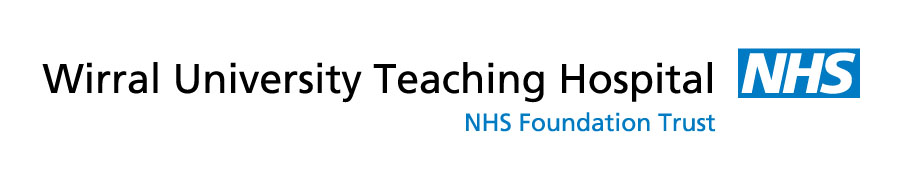 Wirral University Teaching Hospital NHS
NHS Foundation Trust